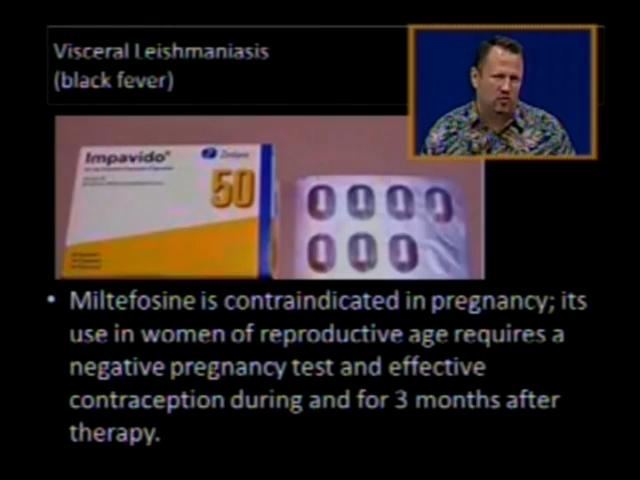 Visceral Leishmaniasis
(black fever)
Impavido®
50
• Miltefosine is contraindicated in pregnancy; its
use in women of reproductive age requires a
negative pregnancy test and effective
contraception during and for 3 months after
therapy.